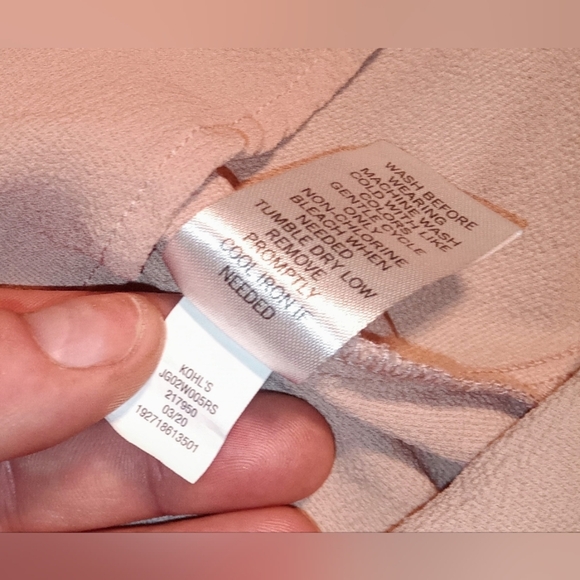 WASH BEFORE
WEARING
MACHINE WASH
COLD WITH LIKE
COLORS
GENTLE CYCLE
ONLY
NON-CHLORINE
BLEACH WHEN
NEEDED
TUMBLE DRY LOW
REMOVE
PROMPTLY
COOL IRON IF
NEEDED
KOHL'S
JG02W005RS
217950
03/20
192718613501